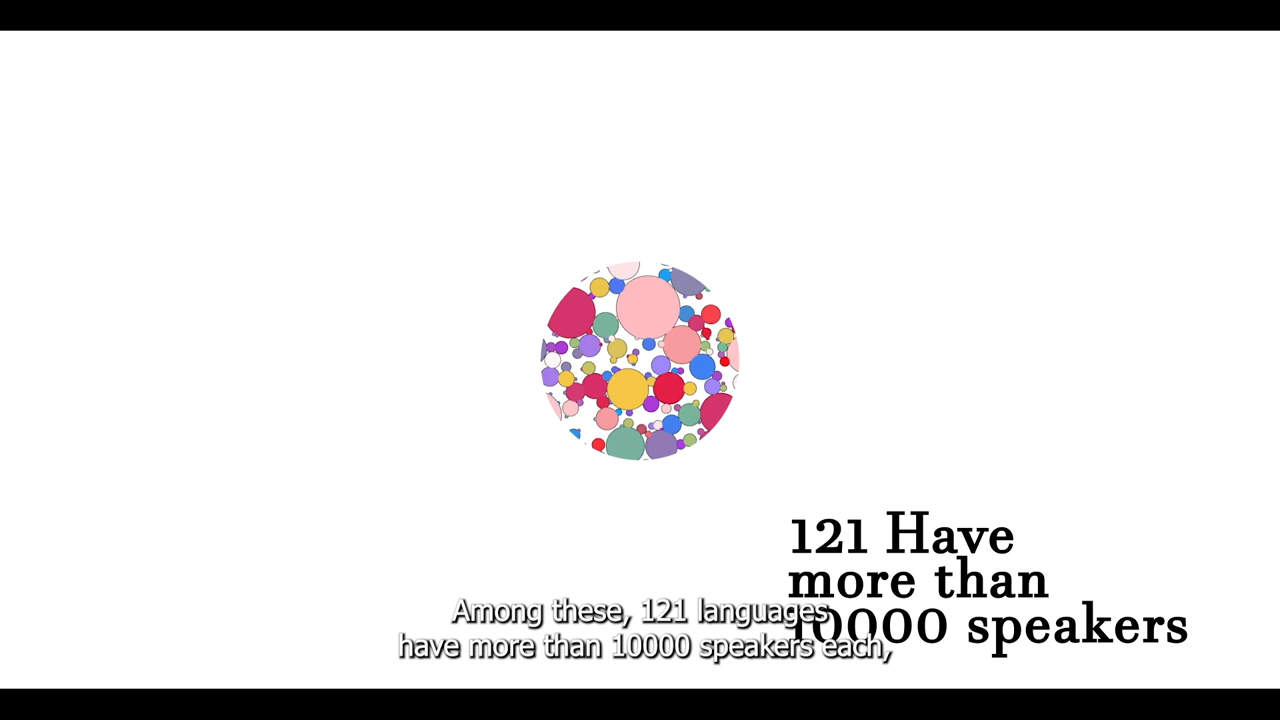 121 Have
more than
10000 speakers
Among these, 121 languages
have more than 10000 speakers each,